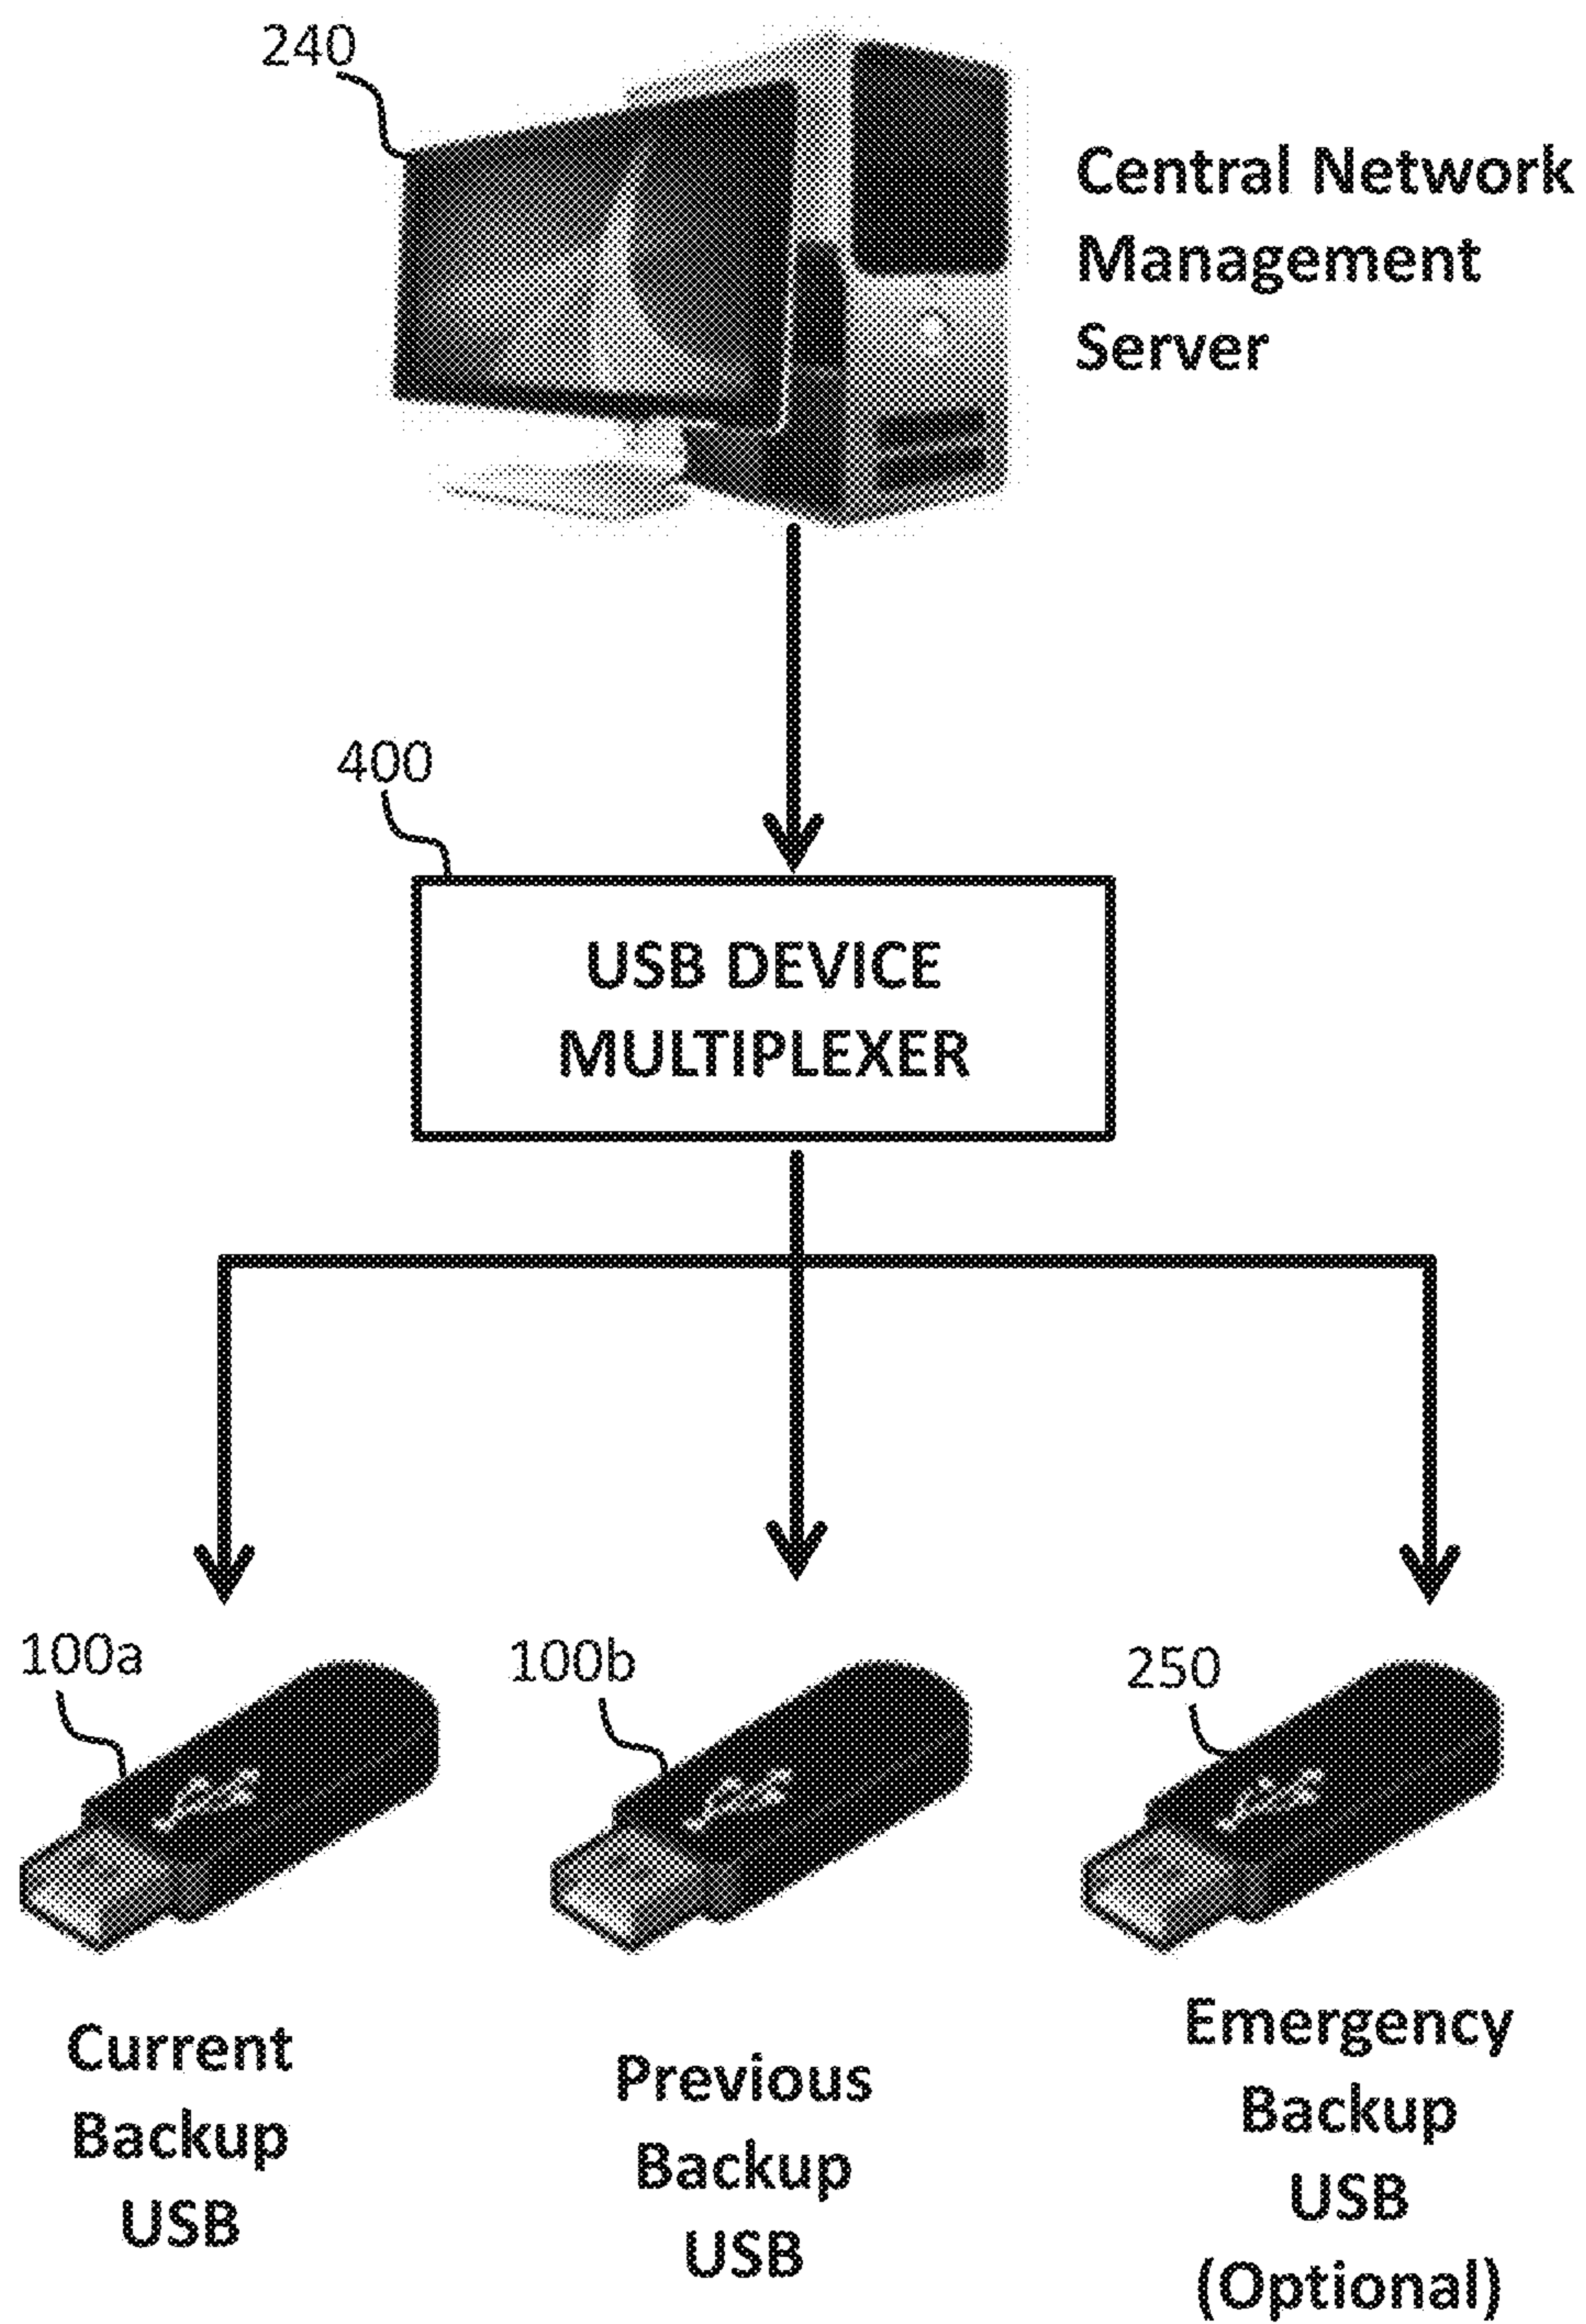 240
Central Network
Management
Server
400
USB DEVICE
MULTIPLEXER
100a
100b
250
Current
Backup
USB
Previous
Backup
USB
Emergency
Backup
USB
(Optional)